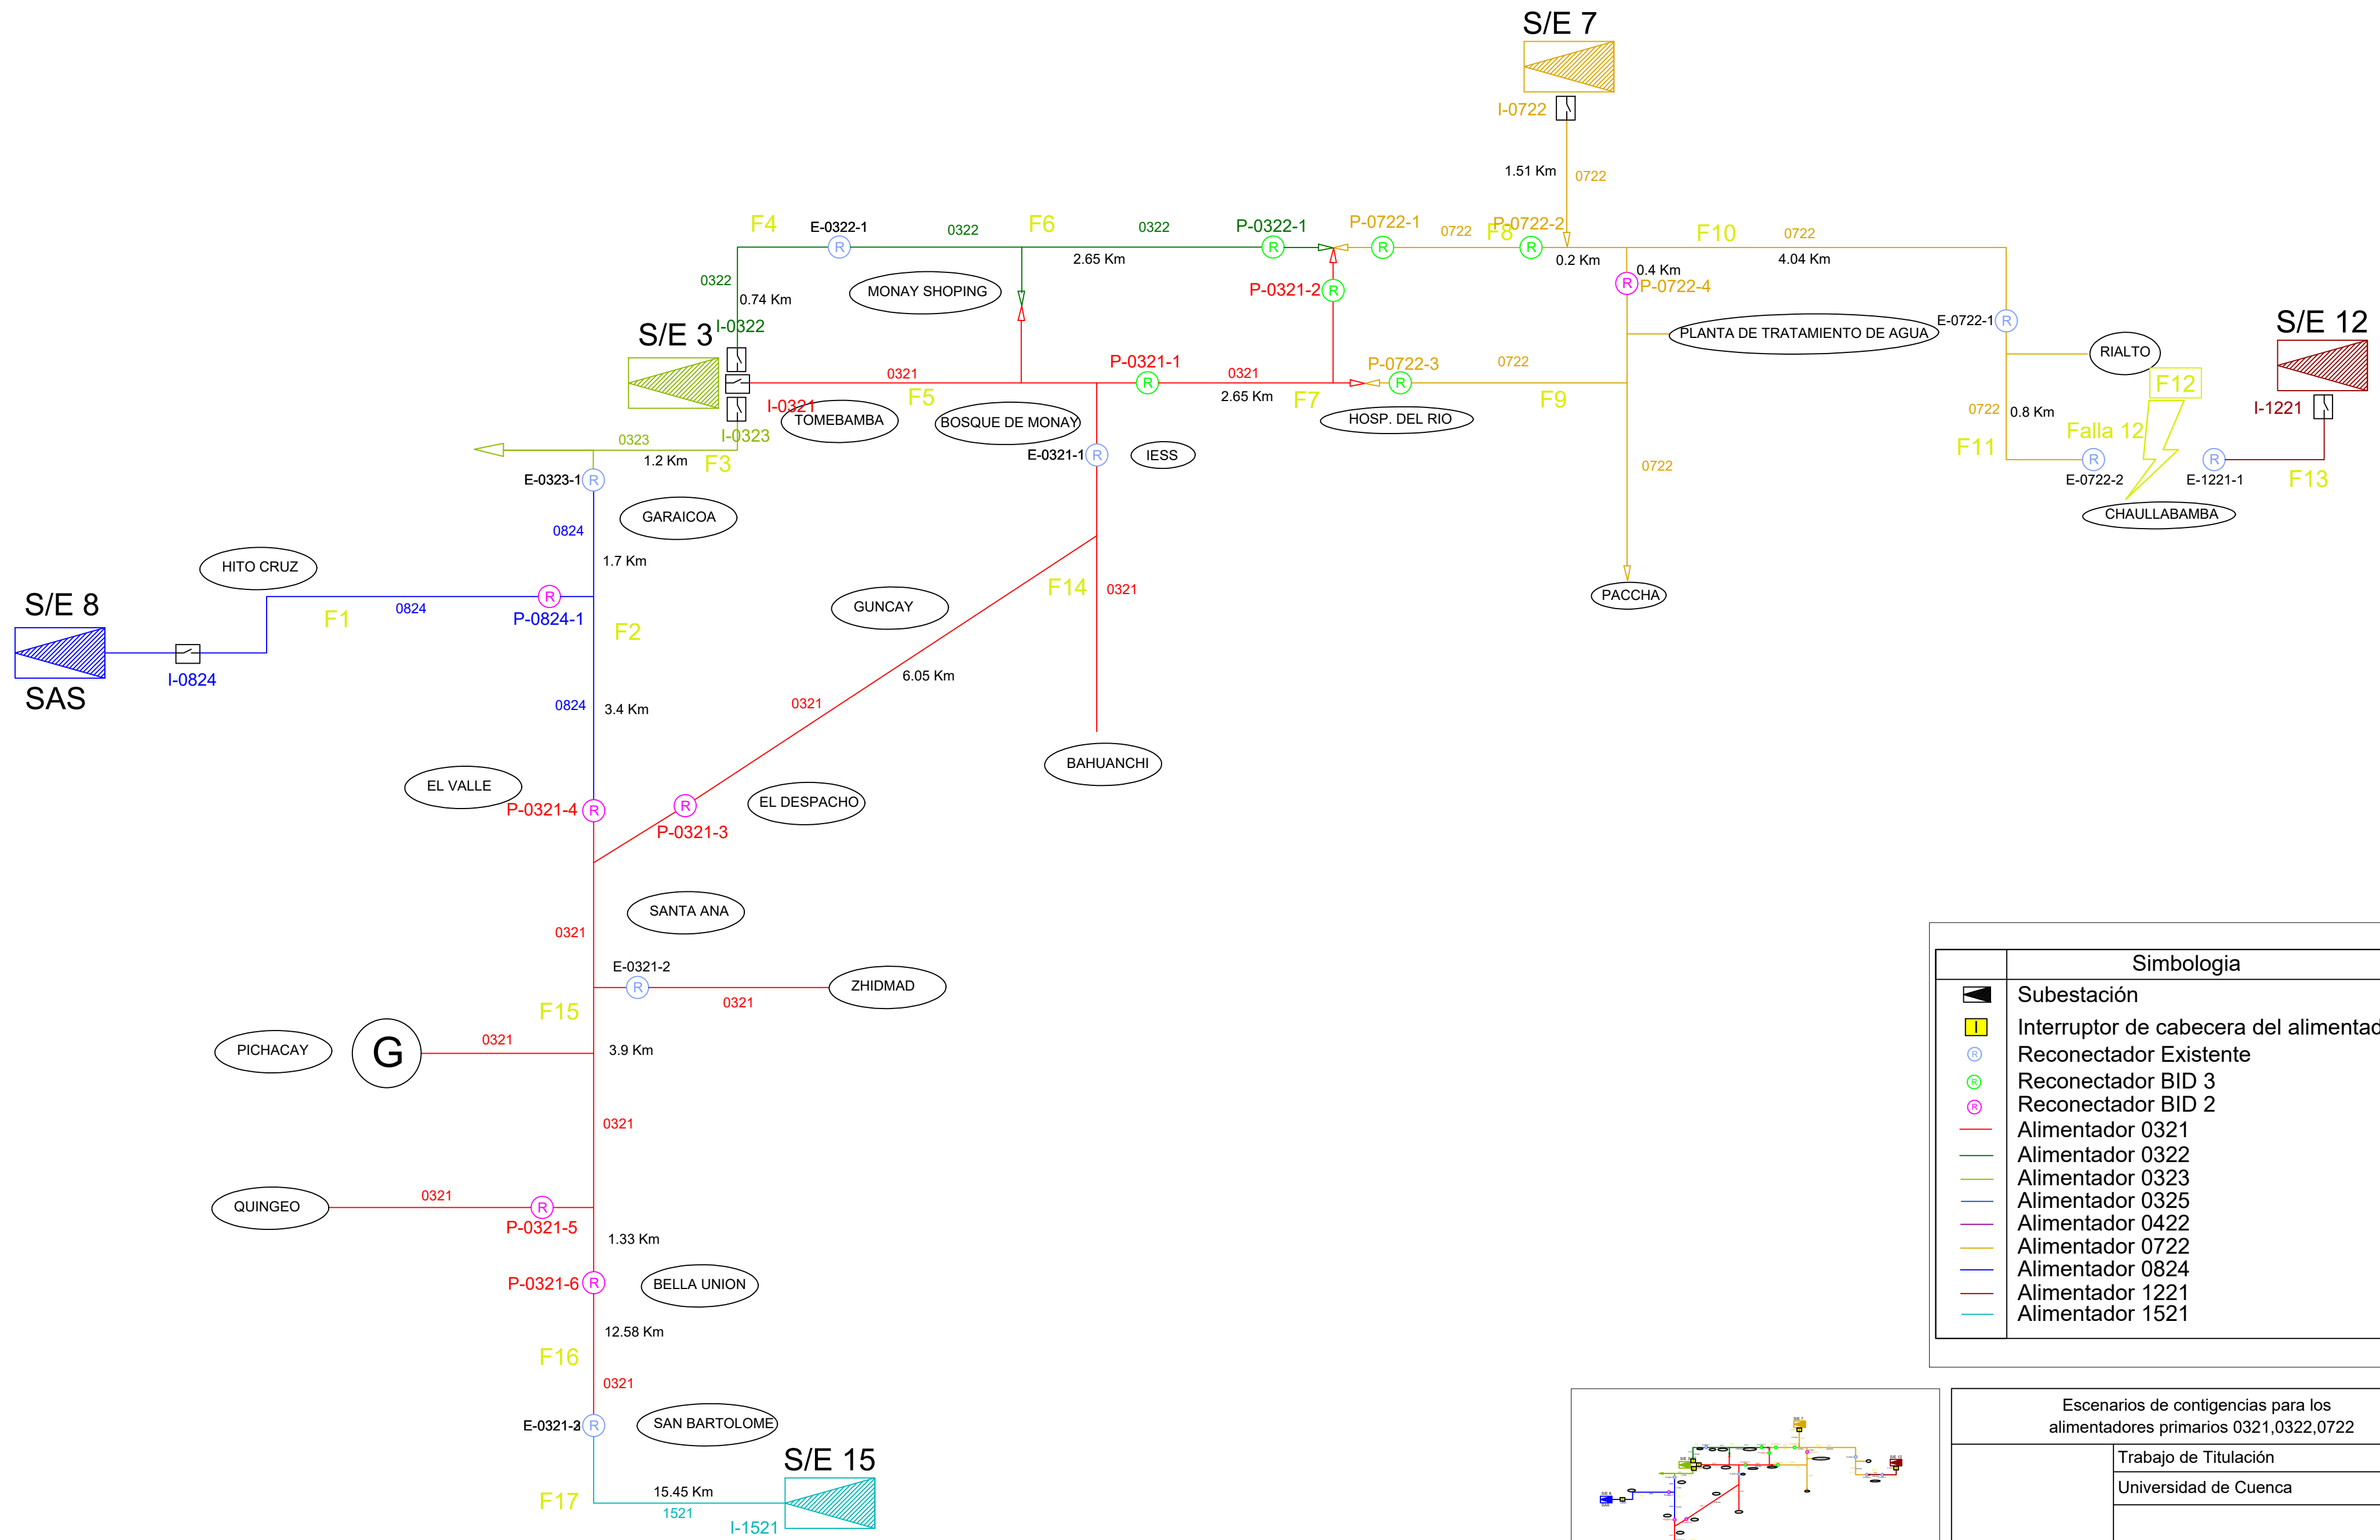 S/E 7
I-0722
1.51 Km
0722
F4
E-0322-1
0322
F6
0322
P-0322-1
P-0722-1
0722
F8
P-0722-2
F10
0722
2.65 Km
0.2 Km
0.4 Km
4.04 Km
0322
0.74 Km
MONAY SHOPING
P-0321-2
P-0722-4
S/E 3
I-0322
PLANTA DE TRATAMIENTO DE AGUA
E-0722-1
S/E 12
RIALTO
P-0321-1
P-0722-3
0722
0321
0321
F5
2.65 Km
F7
F9
F12
I-0321
TOMEBAMBA
BOSQUE DE MONAY
HOSP. DEL RIO
0722
0.8 Km
I-1221
I-0323
0323
1.2 Km
F3
E-0321-1
IESS
0722
Falla 12
F11
E-0323-1
E-0722-2
E-1221-1
F13
GARAICOA
CHAULLABAMBA
0824
1.7 Km
HITO CRUZ
S/E 8
F1
0824
P-0824-1
F2
GUNCAY
F14
0321
PACCHA
I-0824
SAS
0824
3.4 Km
6.05 Km
0321
BAHUANCHI
EL VALLE
P-0321-4
EL DESPACHO
P-0321-3
SANTA ANA
0321
E-0321-2
ZHIDMAD
0321
F15
PICHACAY
G
0321
3.9 Km
0321
QUINGEO
0321
P-0321-5
1.33 Km
P-0321-6
BELLA UNION
12.58 Km
F16
0321
SAN BARTOLOME
S/E 15
15.45 Km
F17
1521
I-1521
Simbologia
Subestación
I
Interruptor de cabecera del alimentad
R
Reconectador Existente
R
Reconectador BID 3
R
Reconectador BID 2
Alimentador 0321
Alimentador 0322
Alimentador 0323
Alimentador 0325
Alimentador 0422
Alimentador 0722
Alimentador 0824
Alimentador 1221
Alimentador 1521
Escenarios de contigencias para los
alimentadores primarios 0321,0322,0722
Trabajo de Titulación
Universidad de Cuenca